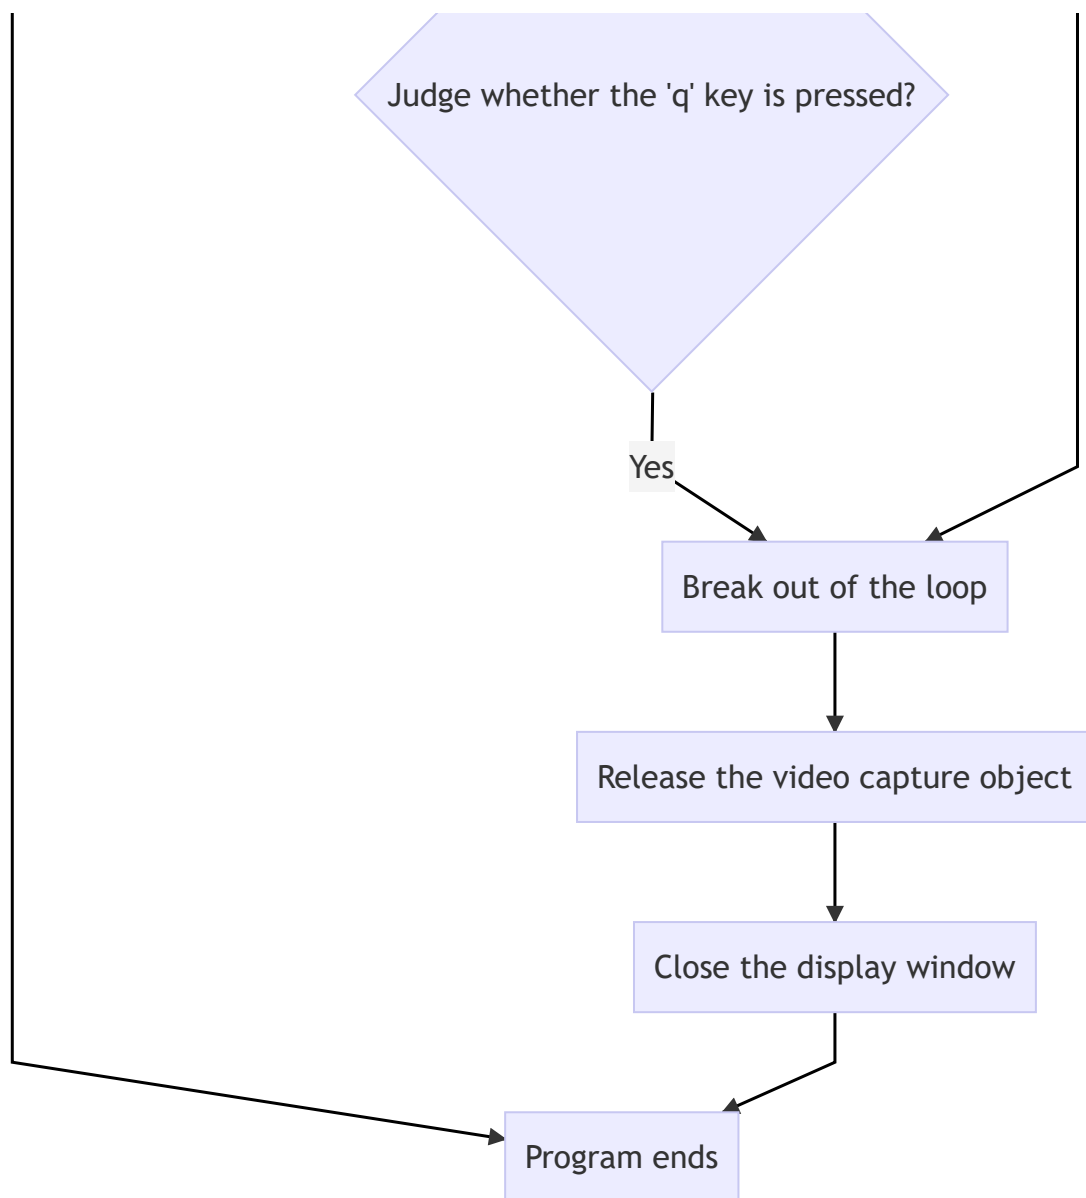 Judge whether the 'q' key is pressed?
Yes
Break out of the loop
Release the video capture object
Close the display window
Program ends